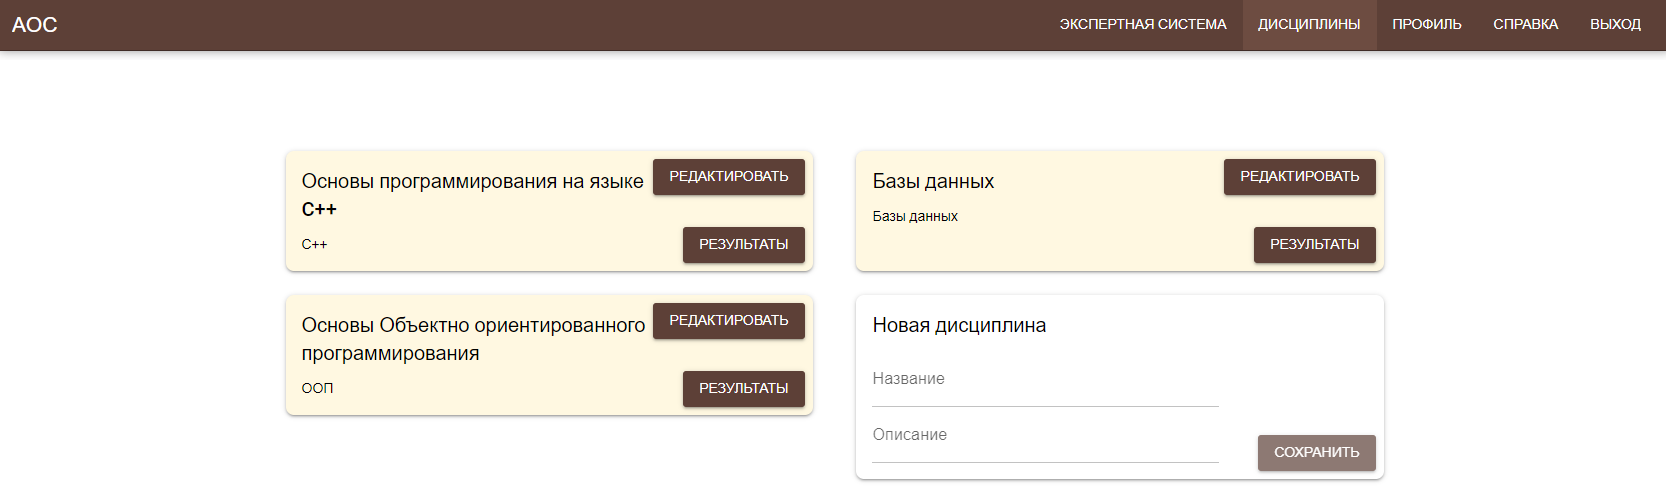 АОС
ЭКСПЕРТНАЯ СИСТЕМА
ДИСЦИПЛИНЫ
ПРОФИЛЬ
СПРАВКА
ВЫХОД
Основы программирования на языке
С++
С++
РЕДАКТИРОВАТЬ
РЕЗУЛЬТАТЫ
Базы данных
Базы данных
РЕДАКТИРОВАТЬ
РЕЗУЛЬТАТЫ
Основы Объектно ориентированного
программирования
ООП
РЕДАКТИРОВАТЬ
РЕЗУЛЬТАТЫ
Новая дисциплина
Название
Описание
СОХРАНИТЬ